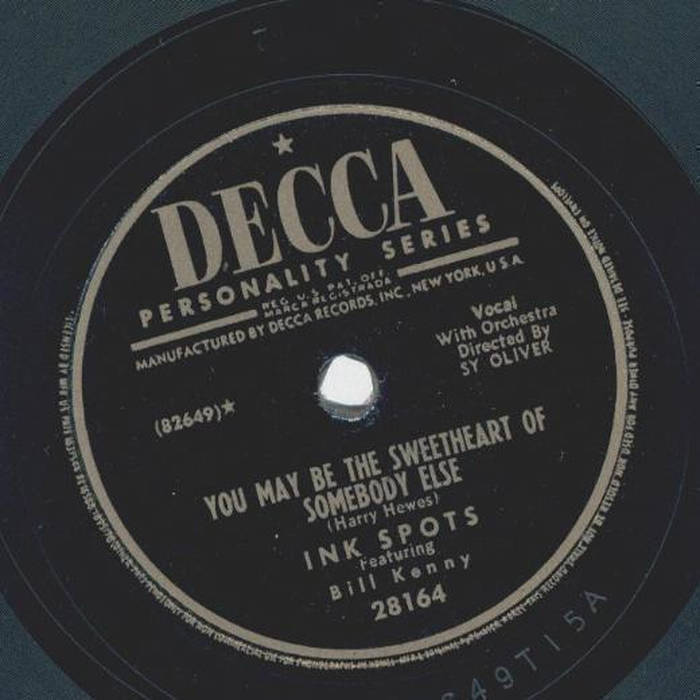 DECCA
PERSONALITY SERIES
REG. U.S. PAT. OFF.
MARCA REGISTRADA
MANUFACTURED BY DECCA RECORDS, INC., NEW YORK, U.S.A.
Vocal
With Orchestra
Directed By
SY OLIVER
(82649)★
YOU MAY BE THE SWEETHEART OF
SOMEBODY ELSE
(Harry Hewes)
INK SPOTS
Featuring
Bill Kenny
28164
649T15A